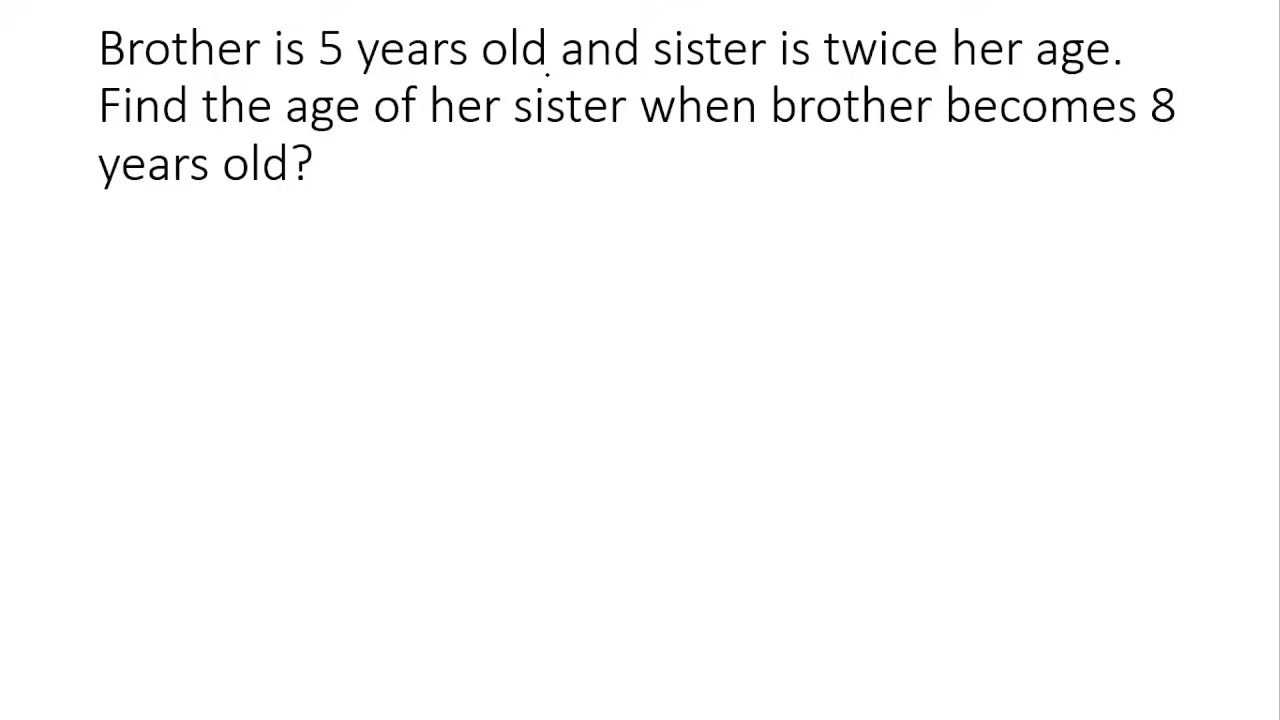 Brother is 5 years old and sister is twice her age.
Find the age of her sister when brother becomes 8
years old?